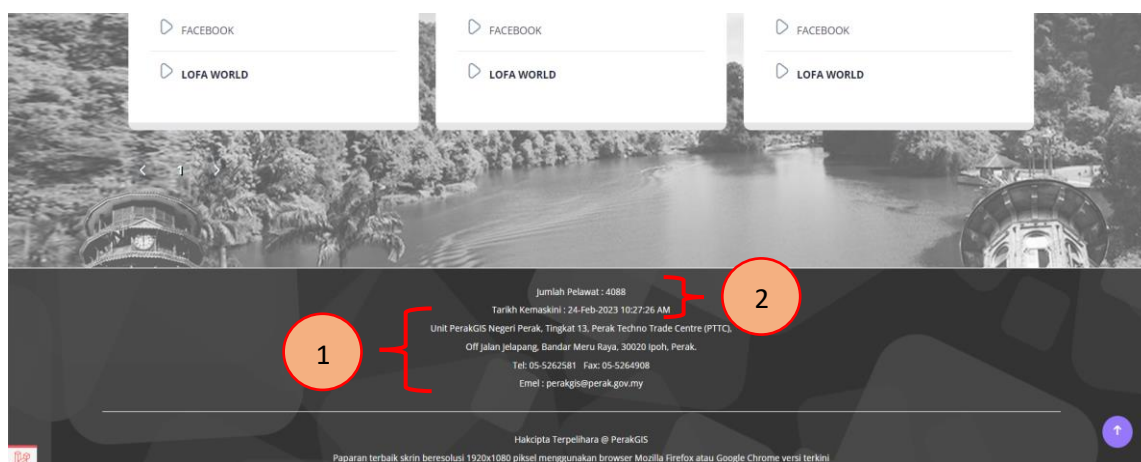 FACEBOOK FACEBOOK FACEBOOK
LOFA WORLD LOFA WORLD LOFA WORLD
< 1 >
Jumlah Pelawat : 4088
2
Tarikh Kemaskini : 24-Feb-2023 10:27:26 AM
Unit PerakGIS Negeri Perak, Tingkat 13, Perak Techno Trade Centre (PTTC),
1
Off Jalan Jelapang, Bandar Meru Raya, 30020 Ipoh, Perak.
Tel: 05-5262581 Fax: 05-5264908
Emel : perakgis@perak.gov.my
Hakcipta Terpelihara @ PerakGIS
Paparan terbaik skrin beresolusi 1920x1080 piksel menggunakan browser Mozilla Firefox atau Google Chrome versi terkini